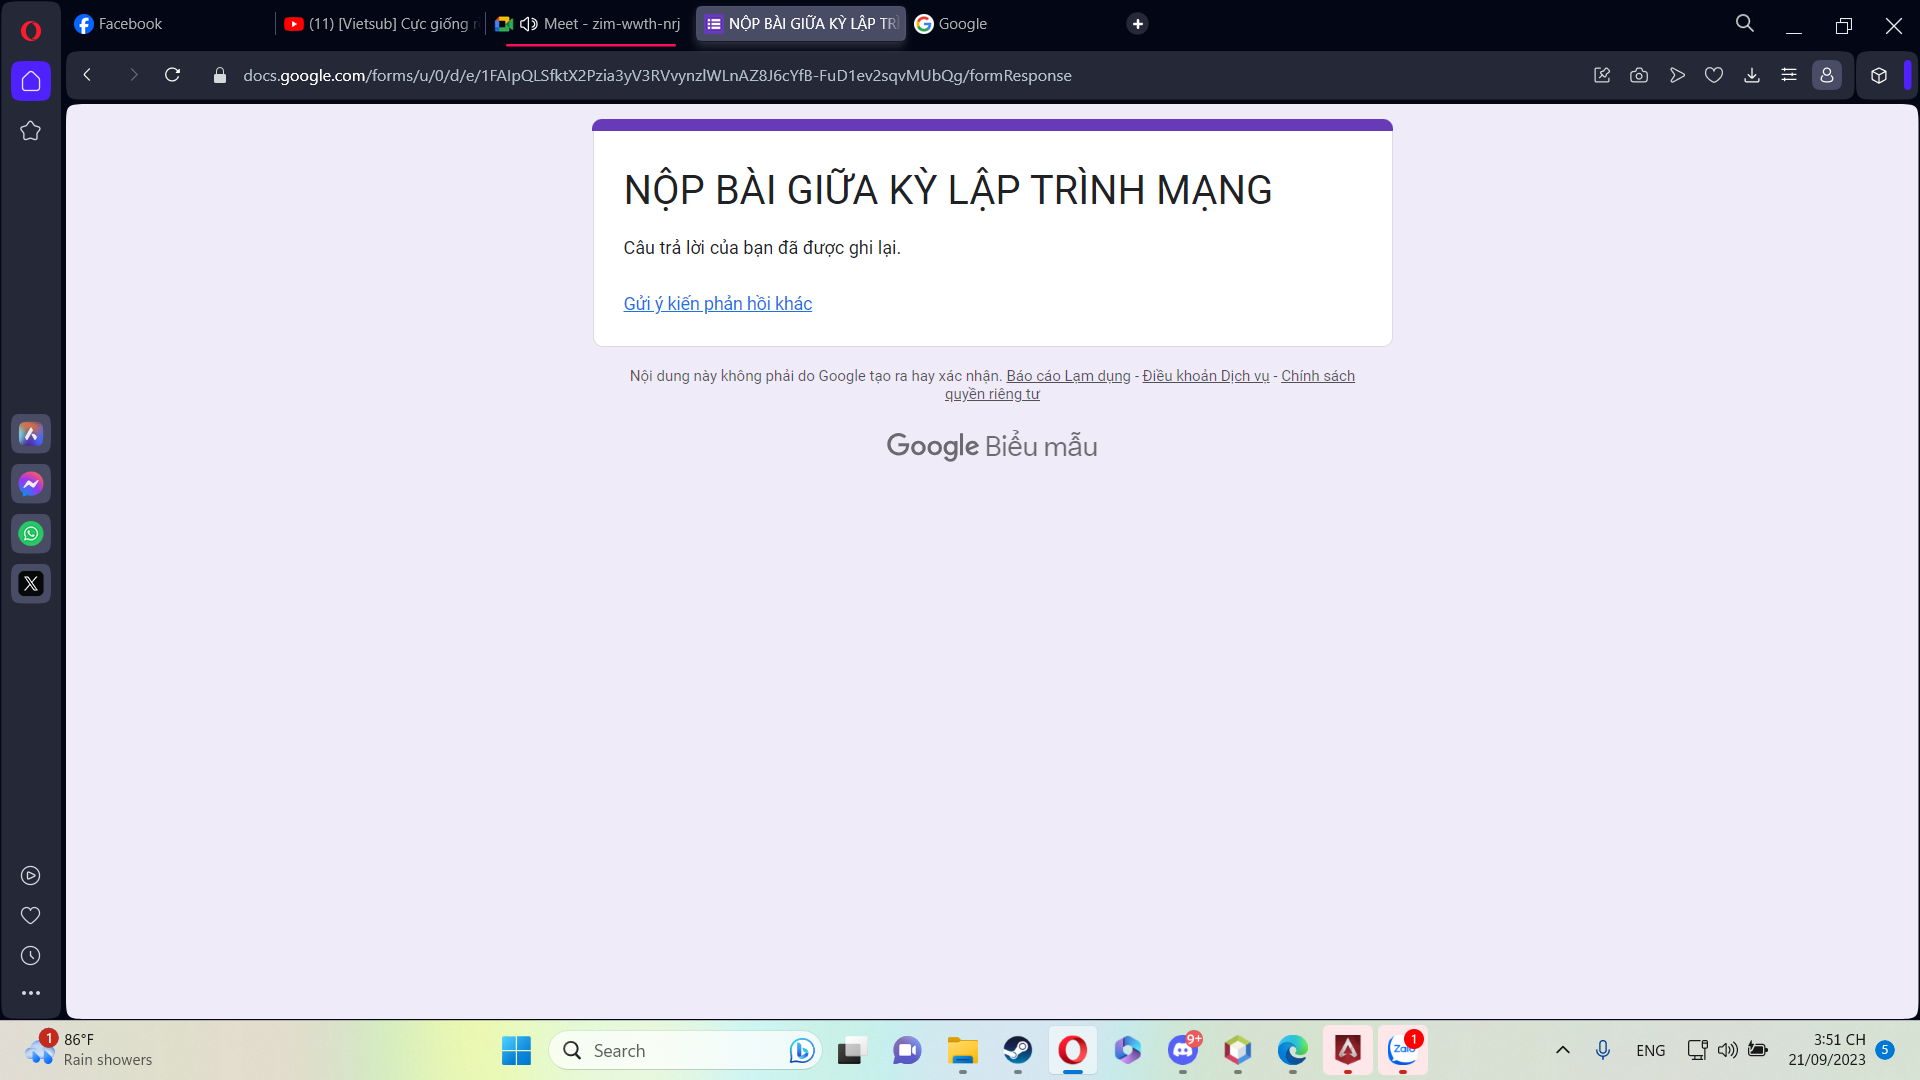 Facebook
(11) [Vietsub] Cực giống
Meet - zim-wwth-nrj
NỘP BÀI GIỮA KỲ LẬP TR
Google
docs.google.com/forms/u/0/d/e/1FAIpQLSfktX2Pzia3yV3RVvynzlWLnAZ8J6cYfB-FuD1ev2sqvMUbQg/formResponse
NỘP BÀI GIỮA KỲ LẬP TRÌNH MẠNG
Câu trả lời của bạn đã được ghi lại.
Gửi ý kiến phản hồi khác
Nội dung này không phải do Google tạo ra hay xác nhận. Báo cáo Lạm dụng - Điều khoản Dịch vụ - Chính sách
quyền riêng tư
Google Biểu mẫu
1
86°F
Rain showers
Search
9+
Zalo
1
ENG
3:51 CH
21/09/2023
5